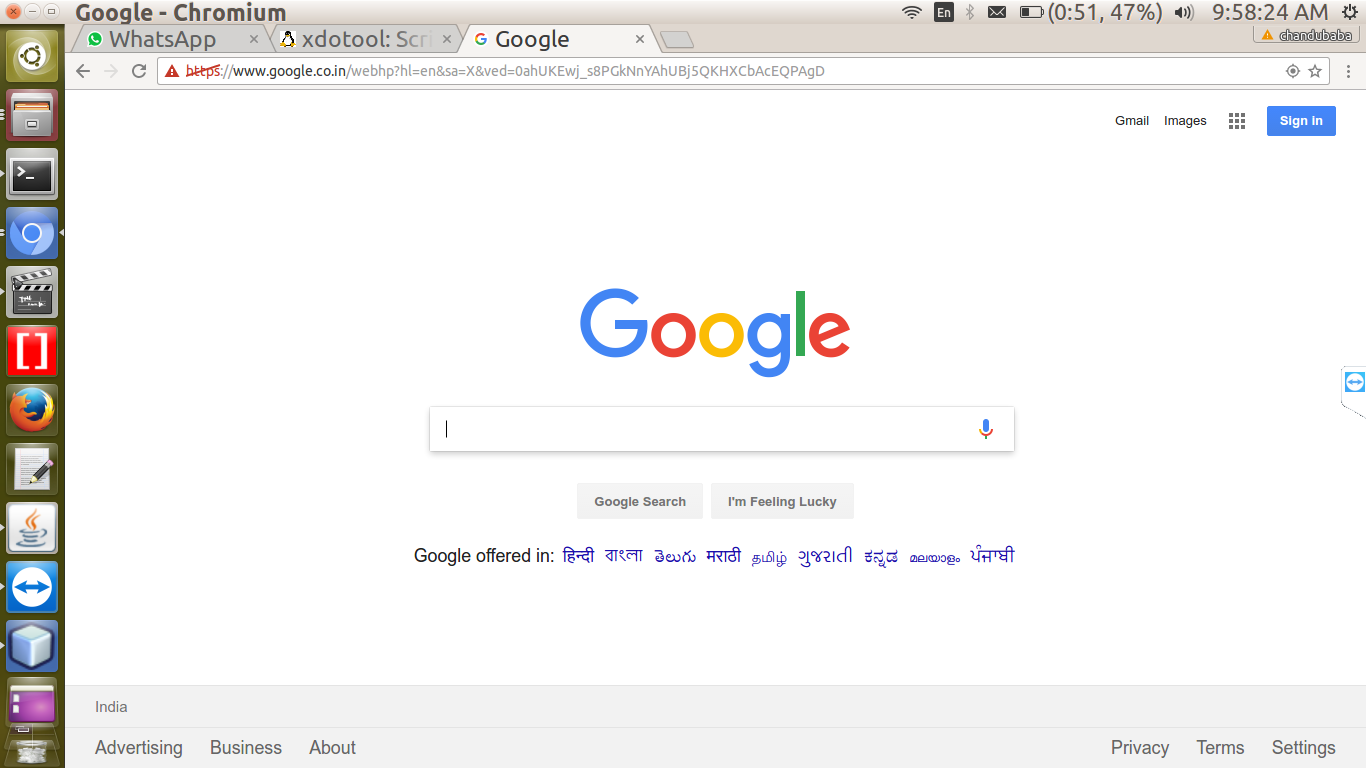 Google - Chromium
En
(0:51, 47%)
9:58:24 AM
WhatsApp
xdotool: Scri
Google
chandubaba
https://www.google.co.in/webhp?hl=en&sa=X&ved=0ahUKEwj_s8PGkNnYAhUBj5QKHXCbAcEQPAgD
Gmail Images
Sign in
Google
Google Search
I'm Feeling Lucky
Google offered in: हिन्दी বাংলা తెలుగు मराठी தமிழ் ગુજરાતી ಕನ್ನಡ മലയാളം ਪੰਜਾਬੀ
India
Advertising Business About
Privacy Terms Settings